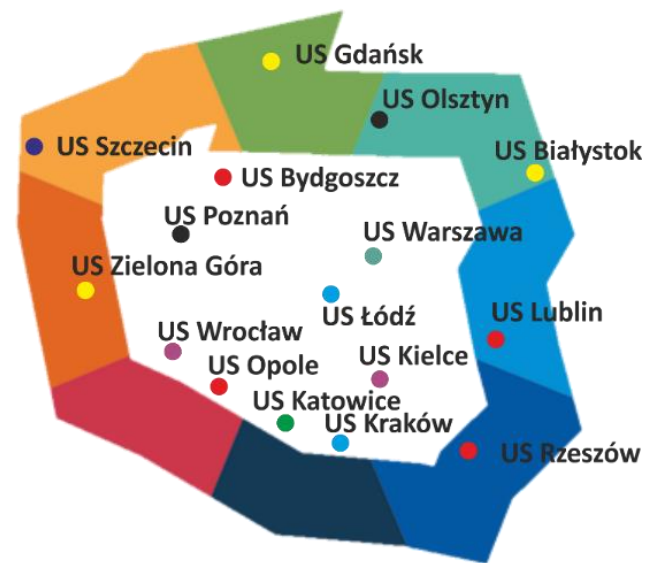 US Gdańsk
US Olsztyn
US Szczecin
US Białystok
US Bydgoszcz
US Poznań
US Warszawa
US Zielona Góra
US Łódź
US Lublin
US Wrocław
US Kielce
US Opole
US Katowice
US Kraków
US Rzeszów